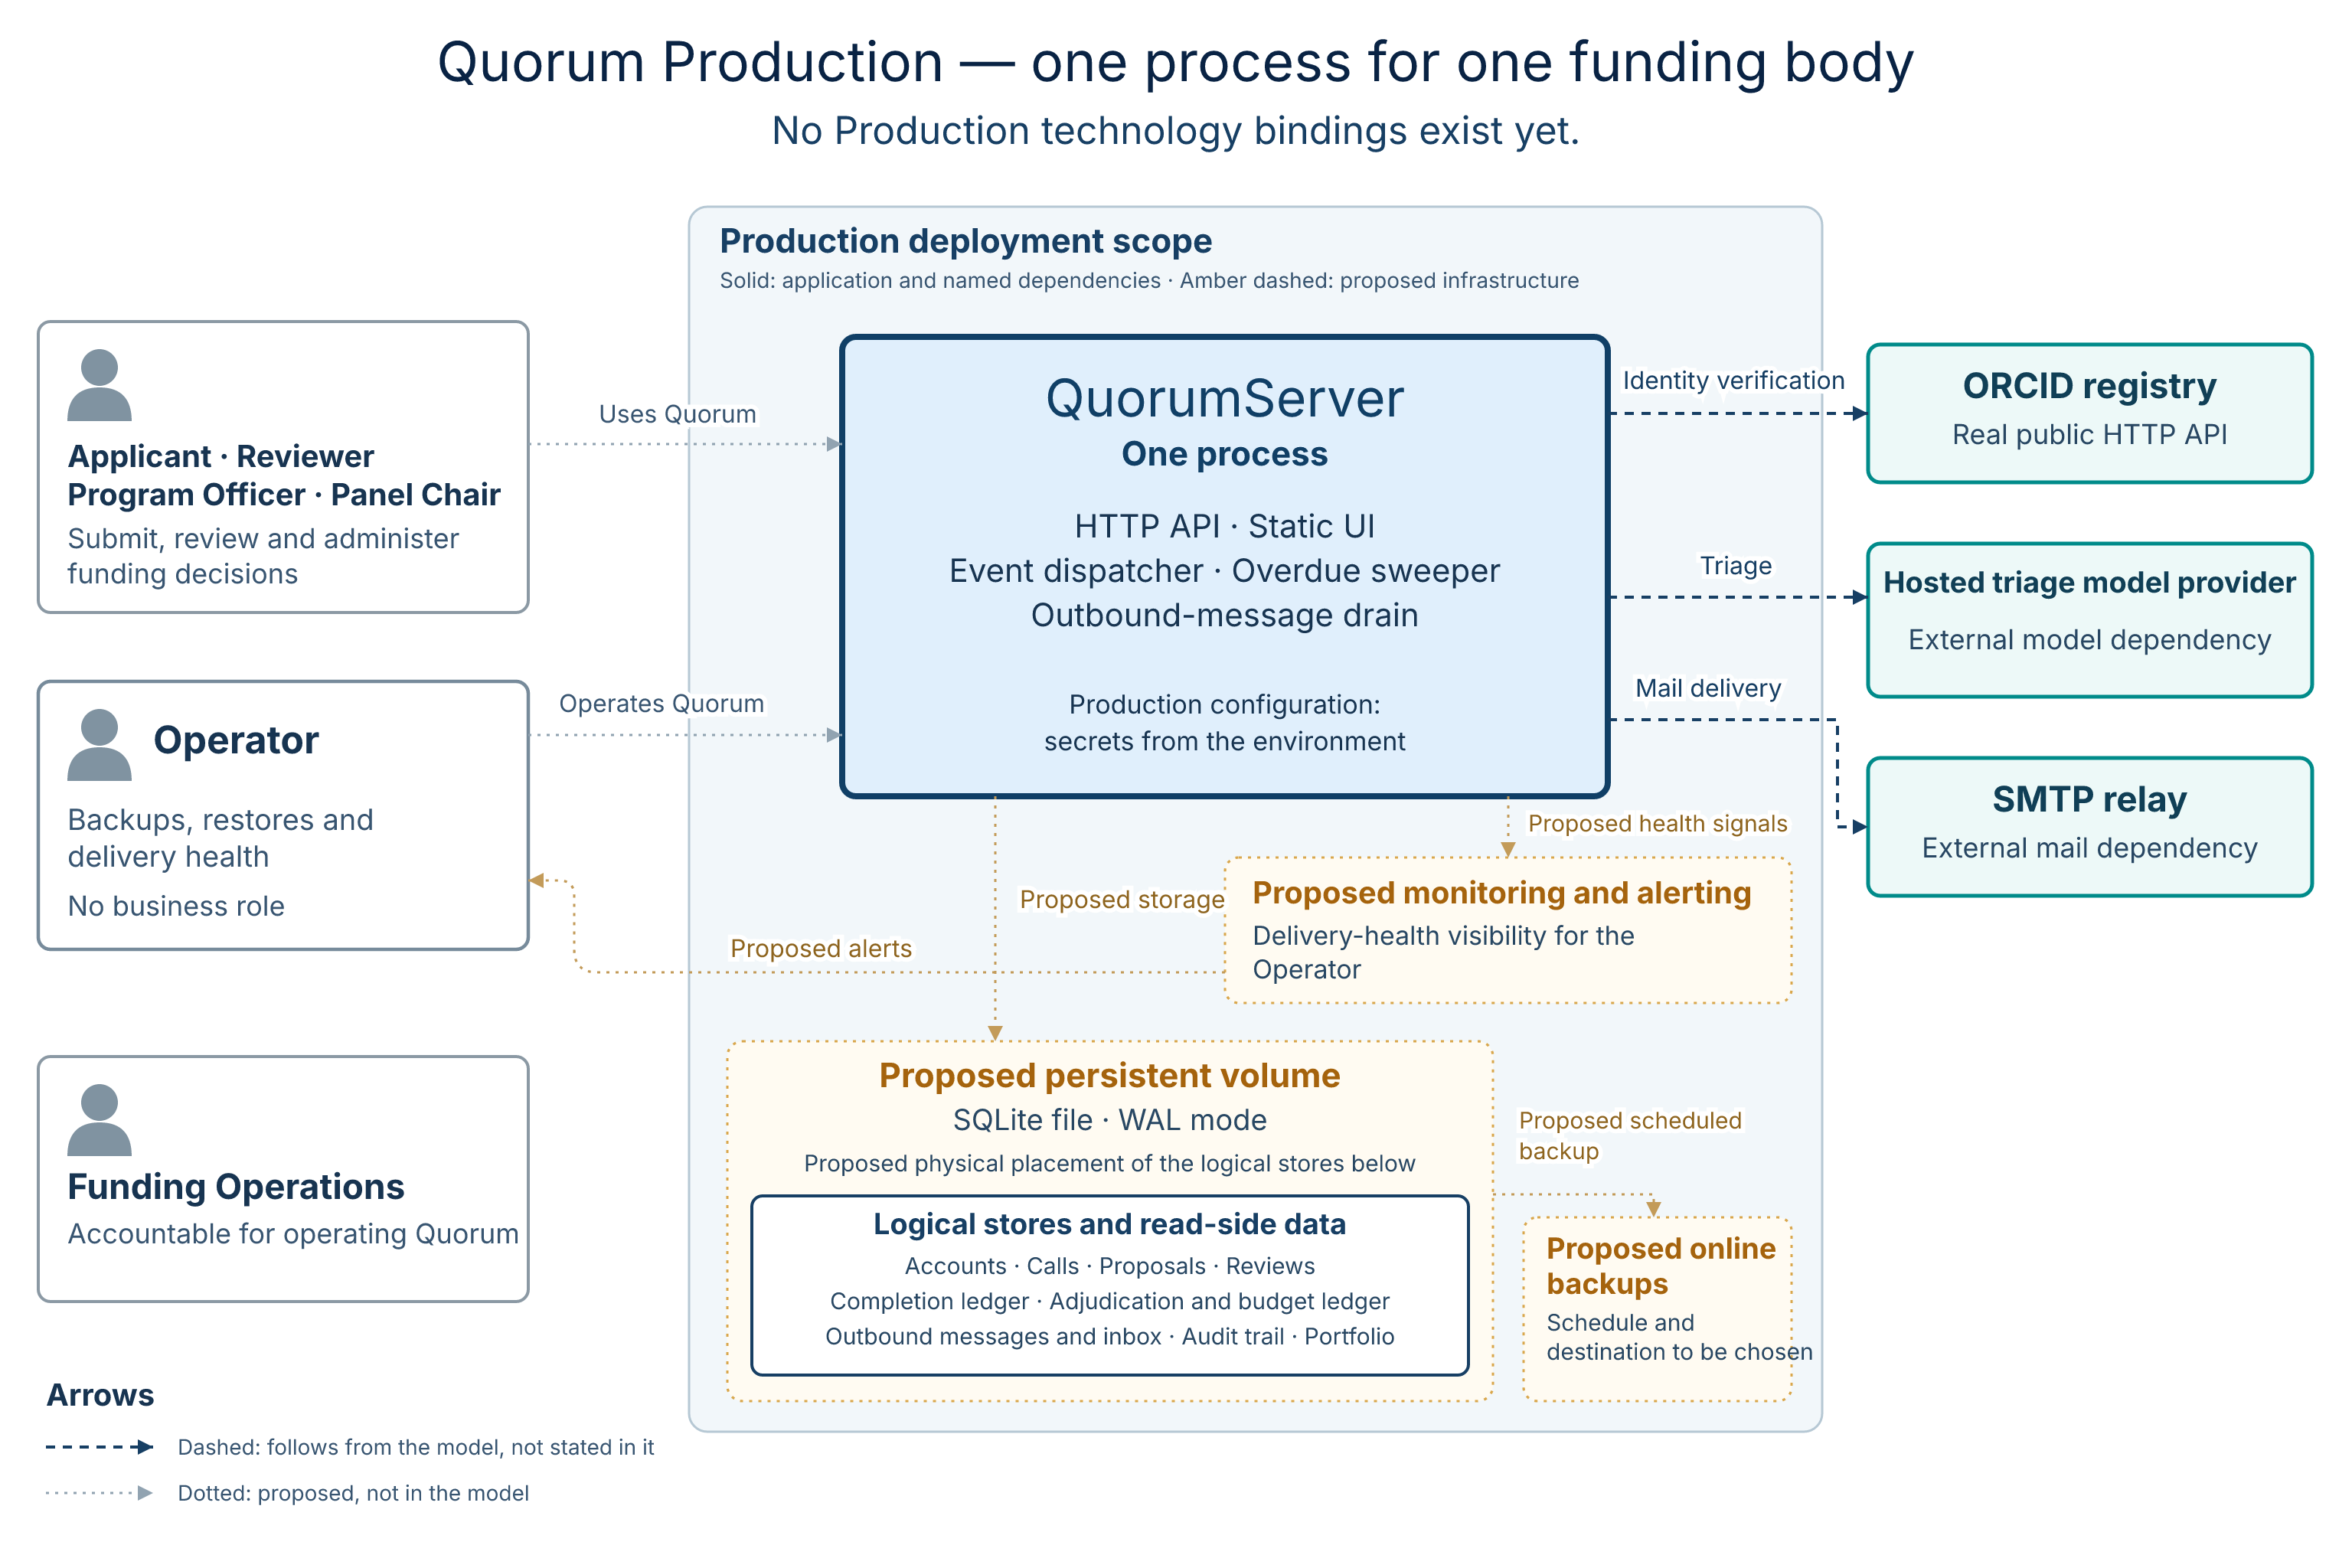 Quorum Production — one process for one funding body
No Production technology bindings exist yet.
Production deployment scope
Solid: application and named dependencies · Amber dashed: proposed infrastructure
Applicant · Reviewer
Program Officer · Panel Chair
Submit, review and administer
funding decisions
Uses Quorum
Operator
Backups, restores and
delivery health
No business role
Operates Quorum
Funding Operations
Accountable for operating Quorum
QuorumServer
One process
HTTP API · Static UI
Event dispatcher · Overdue sweeper
Outbound-message drain
Production configuration:
secrets from the environment
Identity verification
ORCID registry
Real public HTTP API
Triage
Hosted triage model provider
External model dependency
Mail delivery
SMTP relay
External mail dependency
Proposed health signals
Proposed storage
Proposed monitoring and alerting
Delivery-health visibility for the
Operator
Proposed alerts
Proposed persistent volume
SQLite file · WAL mode
Proposed physical placement of the logical stores below
Logical stores and read-side data
Accounts · Calls · Proposals · Reviews
Completion ledger · Adjudication and budget ledger
Outbound messages and inbox · Audit trail · Portfolio
Proposed scheduled
backup
Proposed online
backups
Schedule and
destination to be chosen
Arrows
Dashed: follows from the model, not stated in it
Dotted: proposed, not in the model